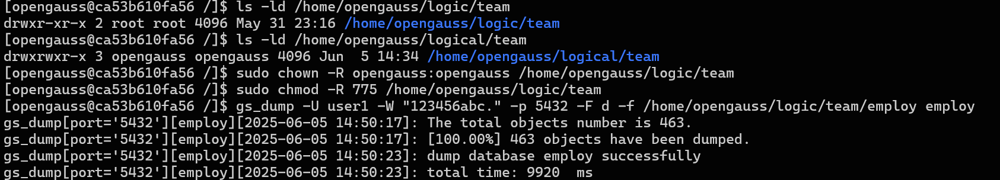 [opengauss@ca53b610fa56 /]$ ls -ld /home/opengauss/logic/team
drwxr-xr-x 2 root root 4096 May 31 23:16 /home/opengauss/logic/team
[opengauss@ca53b610fa56 /]$ ls -ld /home/opengauss/logical/team
drwxrwxr-x 3 opengauss opengauss 4096 Jun  5 14:34 /home/opengauss/logical/team
[opengauss@ca53b610fa56 /]$ sudo chown -R opengauss:opengauss /home/opengauss/logic/team
[opengauss@ca53b610fa56 /]$ sudo chmod -R 775 /home/opengauss/logic/team
[opengauss@ca53b610fa56 /]$ gs_dump -U user1 -W "123456abc." -p 5432 -F d -f /home/opengauss/logic/team/employ employ
gs_dump[port='5432'][employ][2025-06-05 14:50:17]: The total objects number is 463.
gs_dump[port='5432'][employ][2025-06-05 14:50:17]: [100.00%] 463 objects have been dumped.
gs_dump[port='5432'][employ][2025-06-05 14:50:23]: dump database employ successfully
gs_dump[port='5432'][employ][2025-06-05 14:50:23]: total time: 9920  ms